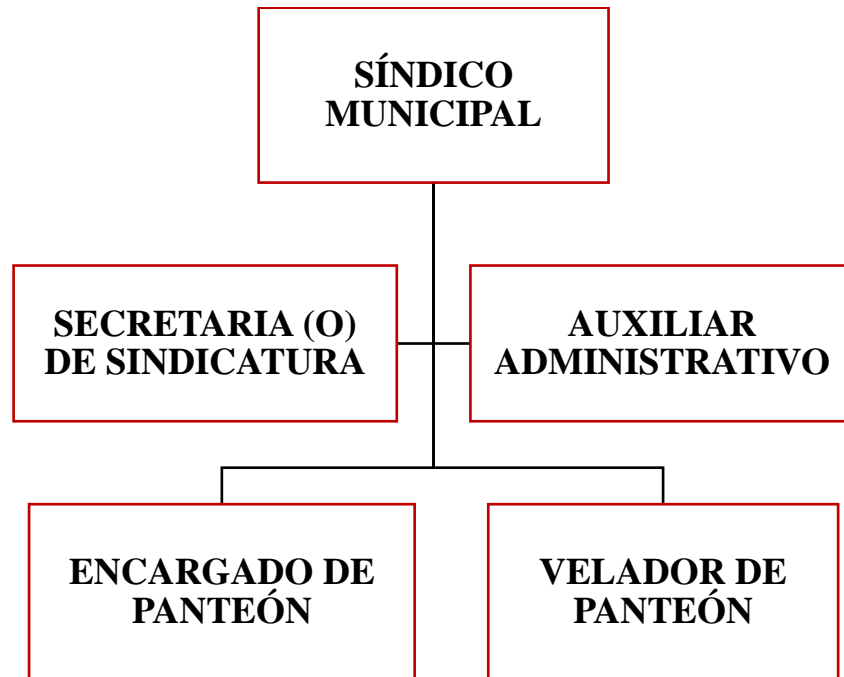 SÍNDICO
MUNICIPAL
SECRETARIA (O)
DE SINDICATURA
AUXILIAR
ADMINISTRATIVO
ENCARGADO DE
PANTEÓN
VELADOR DE
PANTEÓN